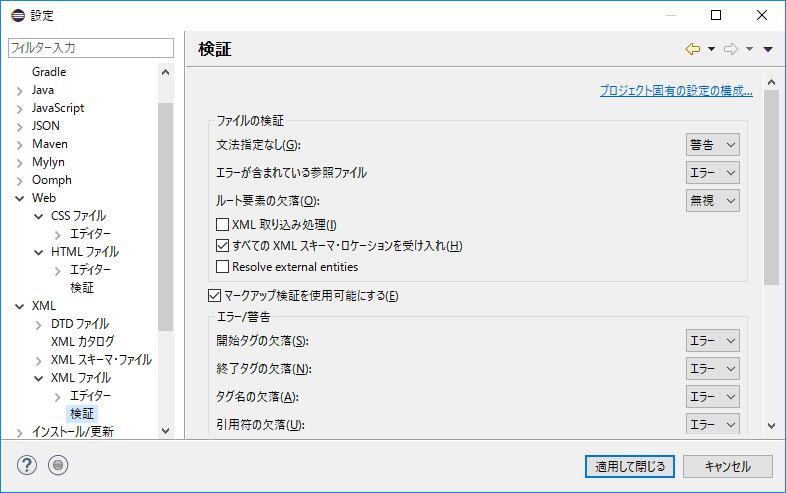 設定
フィルター入力
Gradle
Java
JavaScript
JSON
Maven
Mylyn
Oomph
Web
CSS ファイル
エディター
HTML ファイル
エディター
検証
XML
DTD ファイル
XML カタログ
XML スキーマ・ファイル
XML ファイル
エディター
検証
インストール/更新
検証
プロジェクト固有の設定の構成...
ファイルの検証
文法指定なし(G): 警告
エラーが含まれている参照ファイル エラー
ルート要素の欠落(O): 無視
XML 取り込み処理(I)
すべての XML スキーマ・ロケーションを受け入れ(H)
Resolve external entities
マークアップ検証を使用可能にする(E)
エラー/警告
開始タグの欠落(S): エラー
終了タグの欠落(N): エラー
タグ名の欠落(A): エラー
引用符の欠落(U): エラー
適用して閉じる キャンセル